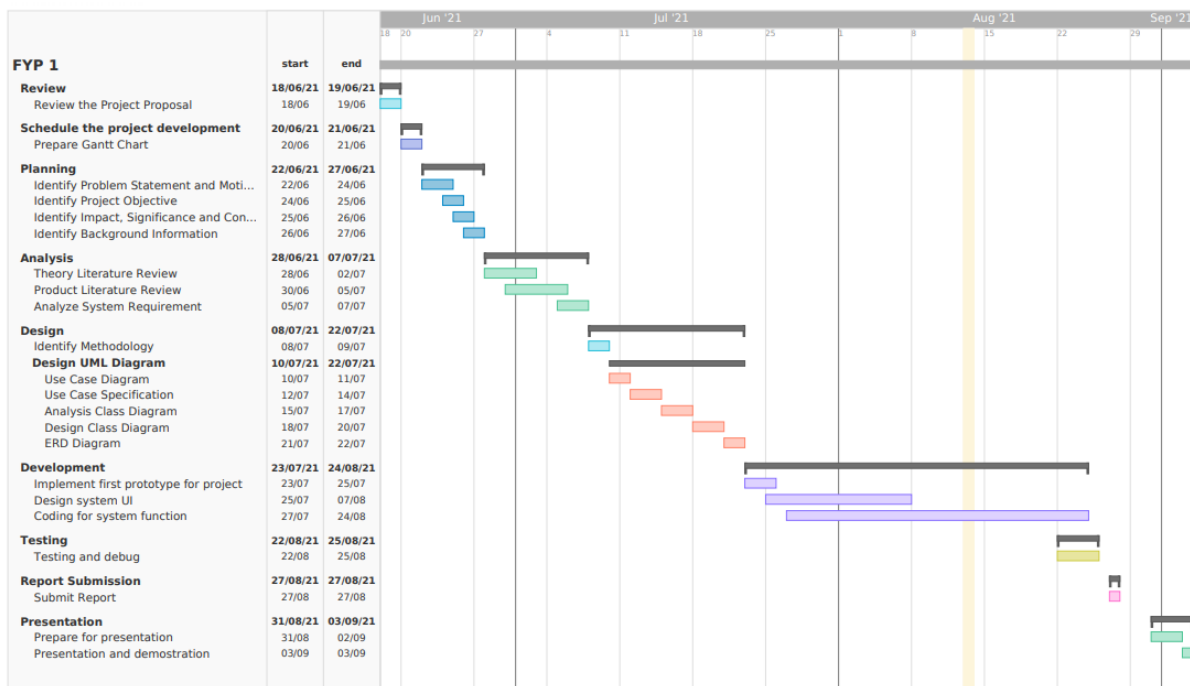 Jun '21 Jul '21 Aug '21 Sep '21
18 20 27 4 11 18 25 1 8 15 22 29
FYP 1 start end
Review 18/06/21 19/06/21
Review the Project Proposal 18/06 19/06
Schedule the project development 20/06/21 21/06/21
Prepare Gantt Chart 20/06 21/06
Planning 22/06/21 27/06/21
Identify Problem Statement and Moti... 22/06 24/06
Identify Project Objective 24/06 25/06
Identify Impact, Significance and Con... 25/06 26/06
Identify Background Information 26/06 27/06
Analysis 28/06/21 07/07/21
Theory Literature Review 28/06 02/07
Product Literature Review 30/06 05/07
Analyze System Requirement 05/07 07/07
Design 08/07/21 22/07/21
Identify Methodology 08/07 09/07
Design UML Diagram 10/07/21 22/07/21
Use Case Diagram 10/07 11/07
Use Case Specification 12/07 14/07
Analysis Class Diagram 15/07 17/07
Design Class Diagram 18/07 20/07
ERD Diagram 21/07 22/07
Development 23/07/21 24/08/21
Implement first prototype for project 23/07 25/07
Design system UI 25/07 07/08
Coding for system function 27/07 24/08
Testing 22/08/21 25/08/21
Testing and debug 22/08 25/08
Report Submission 27/08/21 27/08/21
Submit Report 27/08 27/08
Presentation 31/08/21 03/09/21
Prepare for presentation 31/08 02/09
Presentation and demostration 03/09 03/09